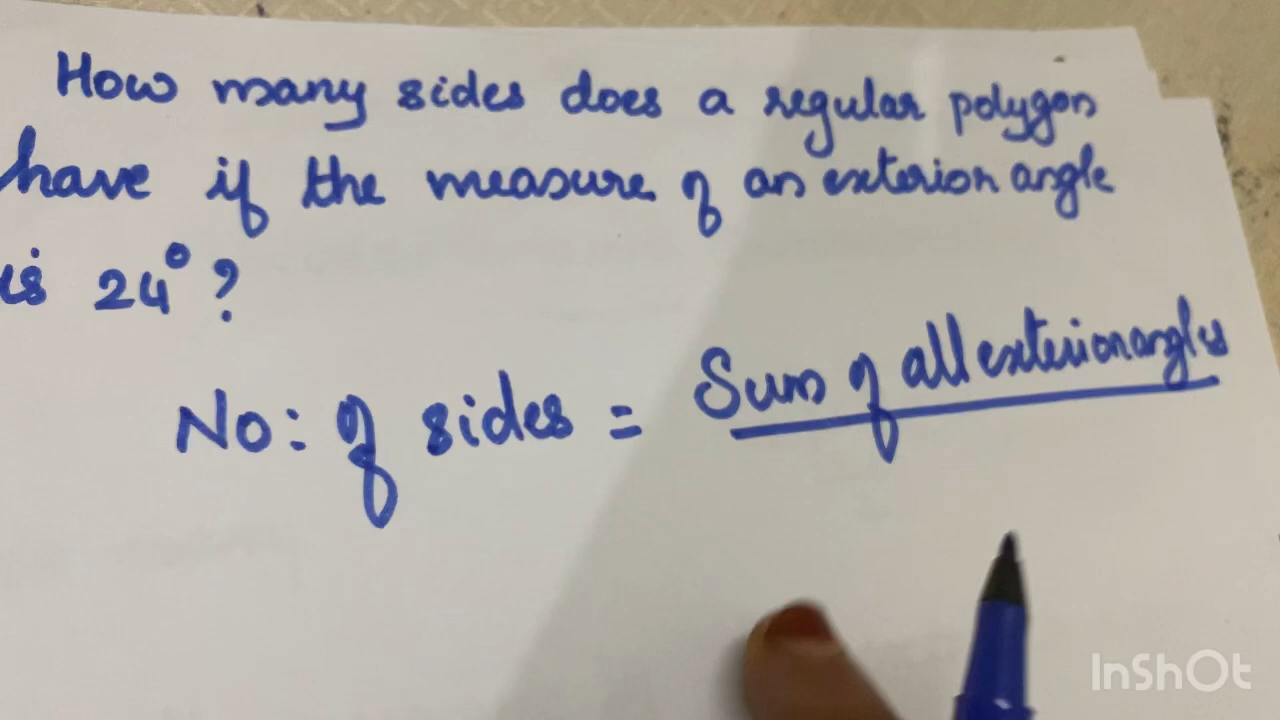 How many sides does a regular polygon
have if the measure of an exterior angle
is 24° ?
No: of sides = Sum of all exterior angles
InShOt